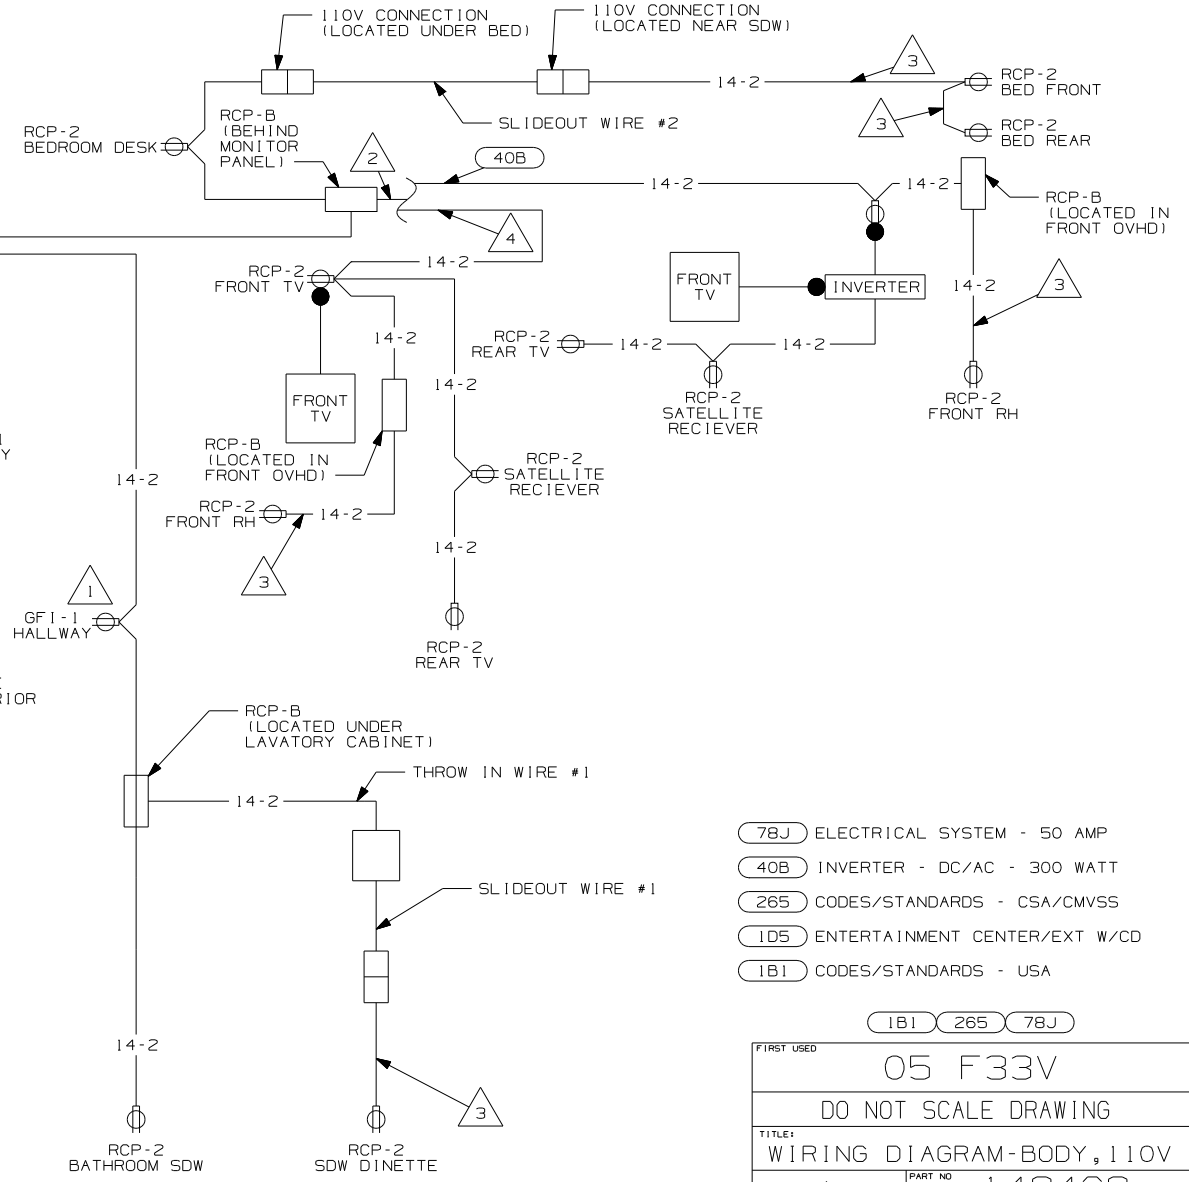 110V CONNECTION
(LOCATED UNDER BED)
110V CONNECTION
(LOCATED NEAR SDW)
14-2
3
RCP-2
BED FRONT
3
RCP-2
BED REAR
SLIDEOUT WIRE #2
RCP-2
BEDROOM DESK
RCP-B
(BEHIND
MONITOR
PANEL)
2
40B
14-2
14-2
RCP-B
(LOCATED IN
FRONT OVHD)
4
14-2
RCP-2
FRONT TV
FRONT
TV
INVERTER
14-2
3
14-2
RCP-2
REAR TV
14-2
14-2
RCP-2
SATELLITE
RECIEVER
RCP-2
FRONT RH
FRONT
TV
14-2
RCP-B
(LOCATED IN
FRONT OVHD)
RCP-2
SATELLITE
RECIEVER
Y
14-2
RCP-2
FRONT RH
14-2
3
14-2
RCP-2
REAR TV
1
GFI-1
HALLWAY
RIOR
RCP-B
(LOCATED UNDER
LAVATORY CABINET)
THROW IN WIRE #1
14-2
SLIDEOUT WIRE #1
14-2
3
RCP-2
BATHROOM SDW
RCP-2
SDW DINETTE
78J ELECTRICAL SYSTEM - 50 AMP
40B INVERTER - DC/AC - 300 WATT
265 CODES/STANDARDS - CSA/CMVSS
1D5 ENTERTAINMENT CENTER/EXT W/CD
1B1 CODES/STANDARDS - USA
1B1 265 78J
FIRST USED
05 F33V
DO NOT SCALE DRAWING
TITLE:
WIRING DIAGRAM-BODY,110V
PART NO